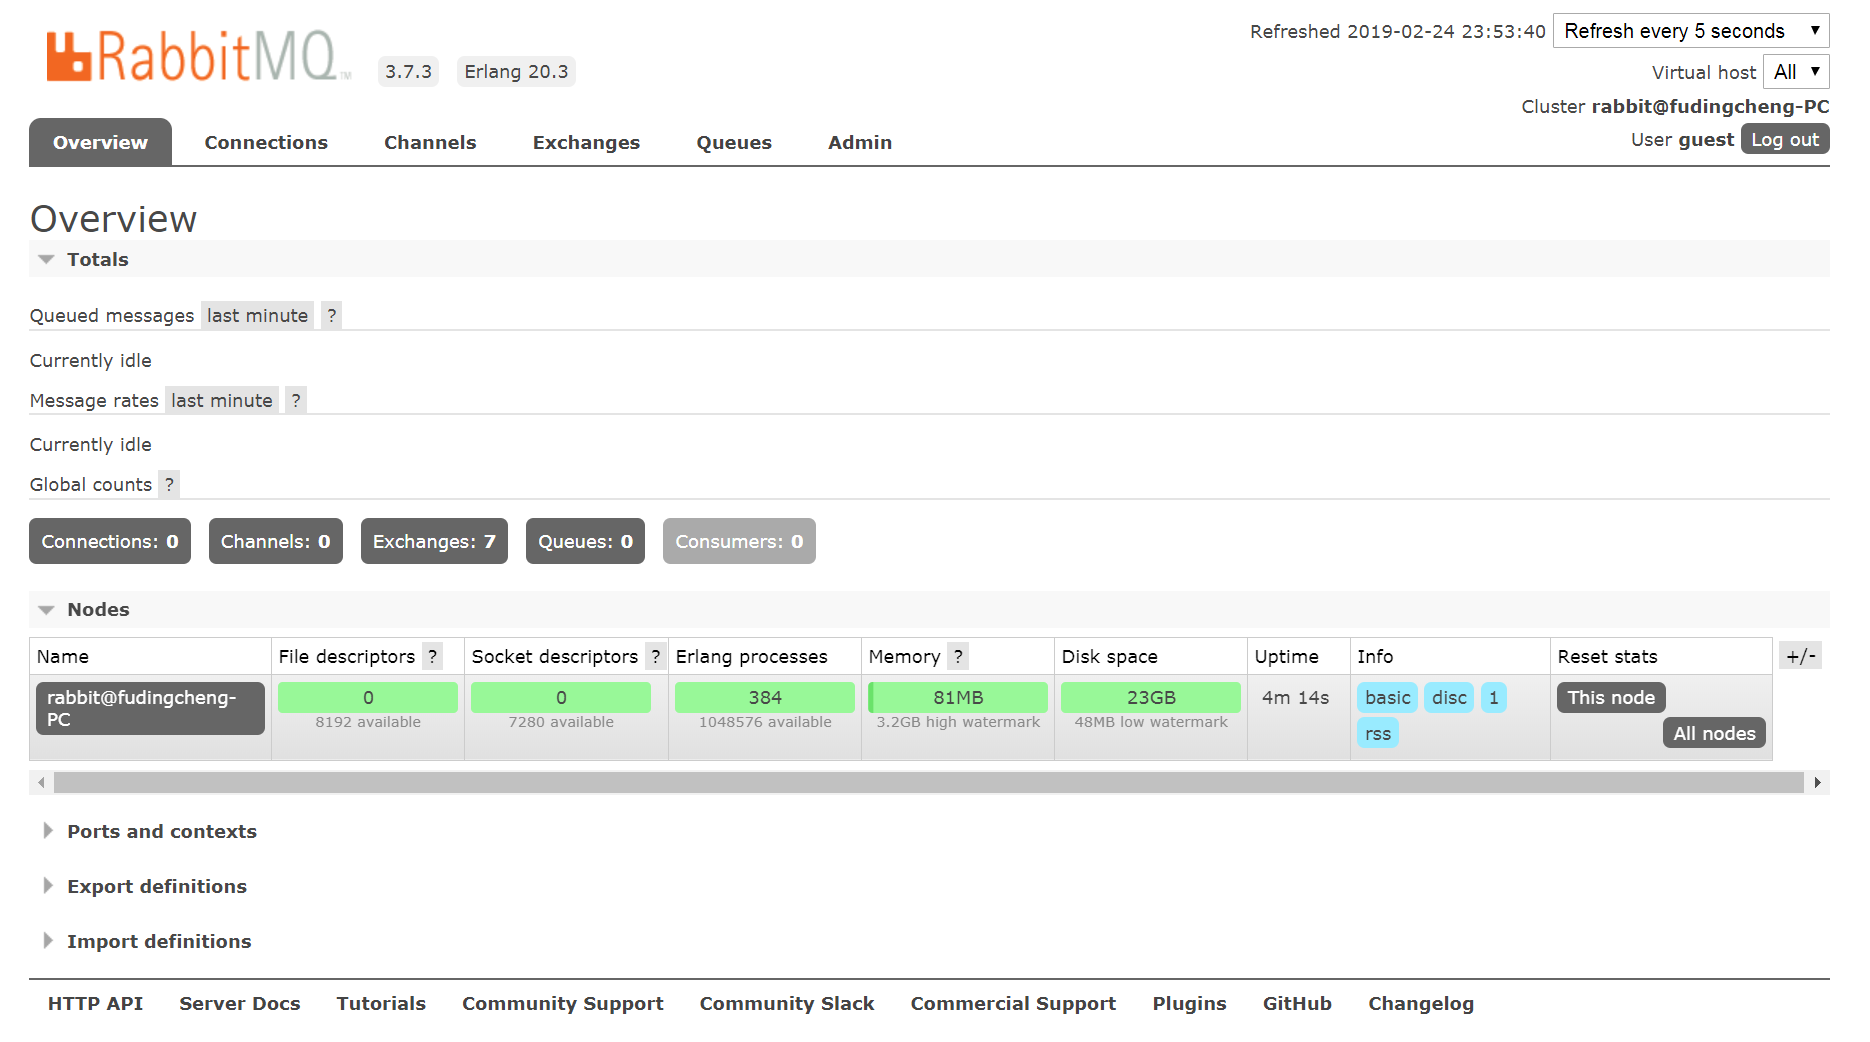 RabbitMQ™ 3.7.3 Erlang 20.3
Refreshed 2019-02-24 23:53:40 Refresh every 5 seconds
Virtual host All
Cluster rabbit@fudingcheng-PC
User guest Log out
Overview Connections Channels Exchanges Queues Admin
Overview
Totals
Queued messages last minute ?
Currently idle
Message rates last minute ?
Currently idle
Global counts ?
Connections: 0 Channels: 0 Exchanges: 7 Queues: 0 Consumers: 0
Nodes
Name File descriptors ? Socket descriptors ? Erlang processes Memory ? Disk space Uptime Info Reset stats +/-
rabbit@fudingcheng- 0 0 384 81MB 23GB 4m 14s basic disc 1 This node
PC 8192 available 7280 available 1048576 available 3.2GB high watermark 48MB low watermark rss All nodes
Ports and contexts
Export definitions
Import definitions
HTTP API Server Docs Tutorials Community Support Community Slack Commercial Support Plugins GitHub Changelog